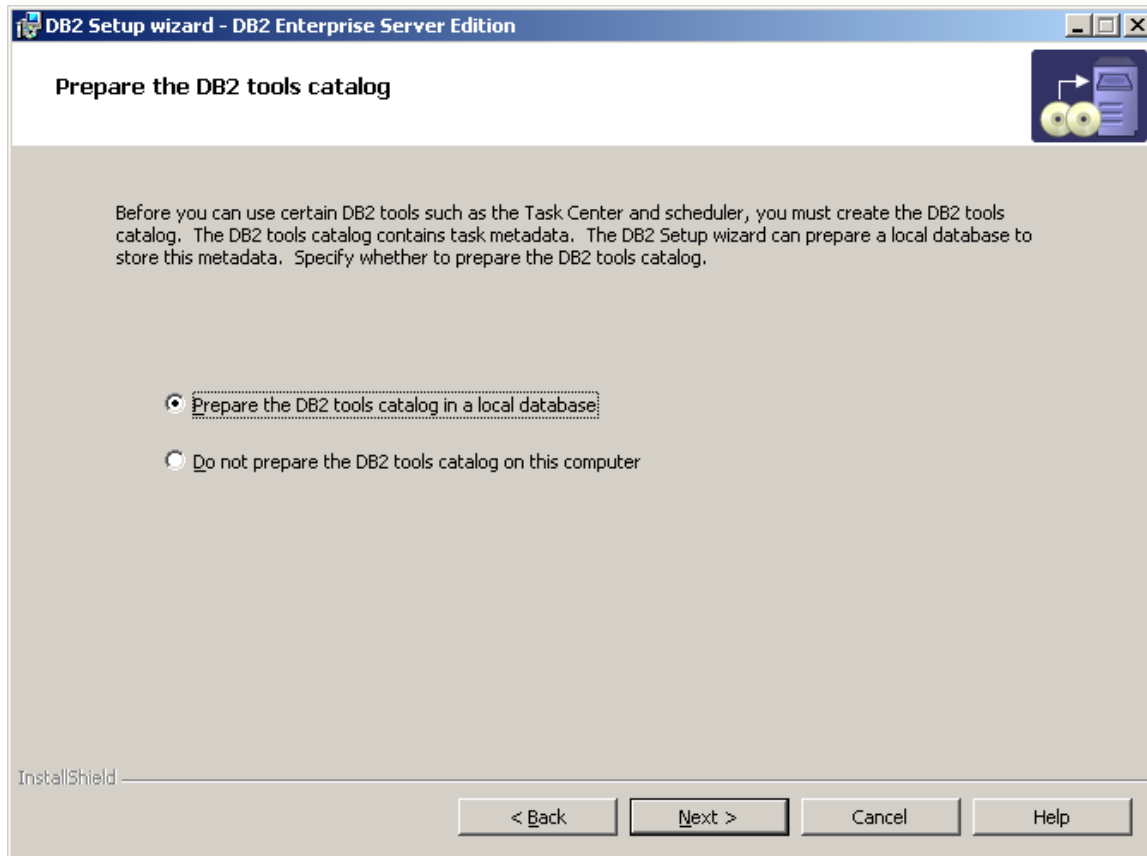 DB2 Setup wizard - DB2 Enterprise Server Edition
Prepare the DB2 tools catalog
Before you can use certain DB2 tools such as the Task Center and scheduler, you must create the DB2 tools
catalog.  The DB2 tools catalog contains task metadata.  The DB2 Setup wizard can prepare a local database to
store this metadata.  Specify whether to prepare the DB2 tools catalog.
Prepare the DB2 tools catalog in a local database
Do not prepare the DB2 tools catalog on this computer
InstallShield
< Back
Next >
Cancel
Help